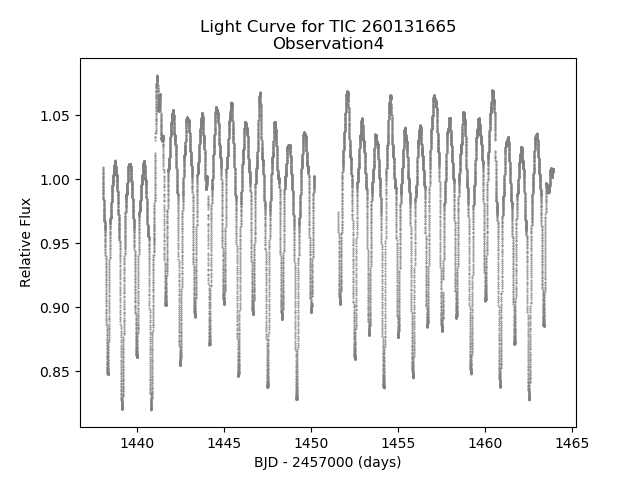 Light Curve for TIC 260131665
Observation4
Relative Flux
1.05
1.00
0.95
0.90
0.85
1440
1445
1450
1455
1460
1465
BJD - 2457000 (days)